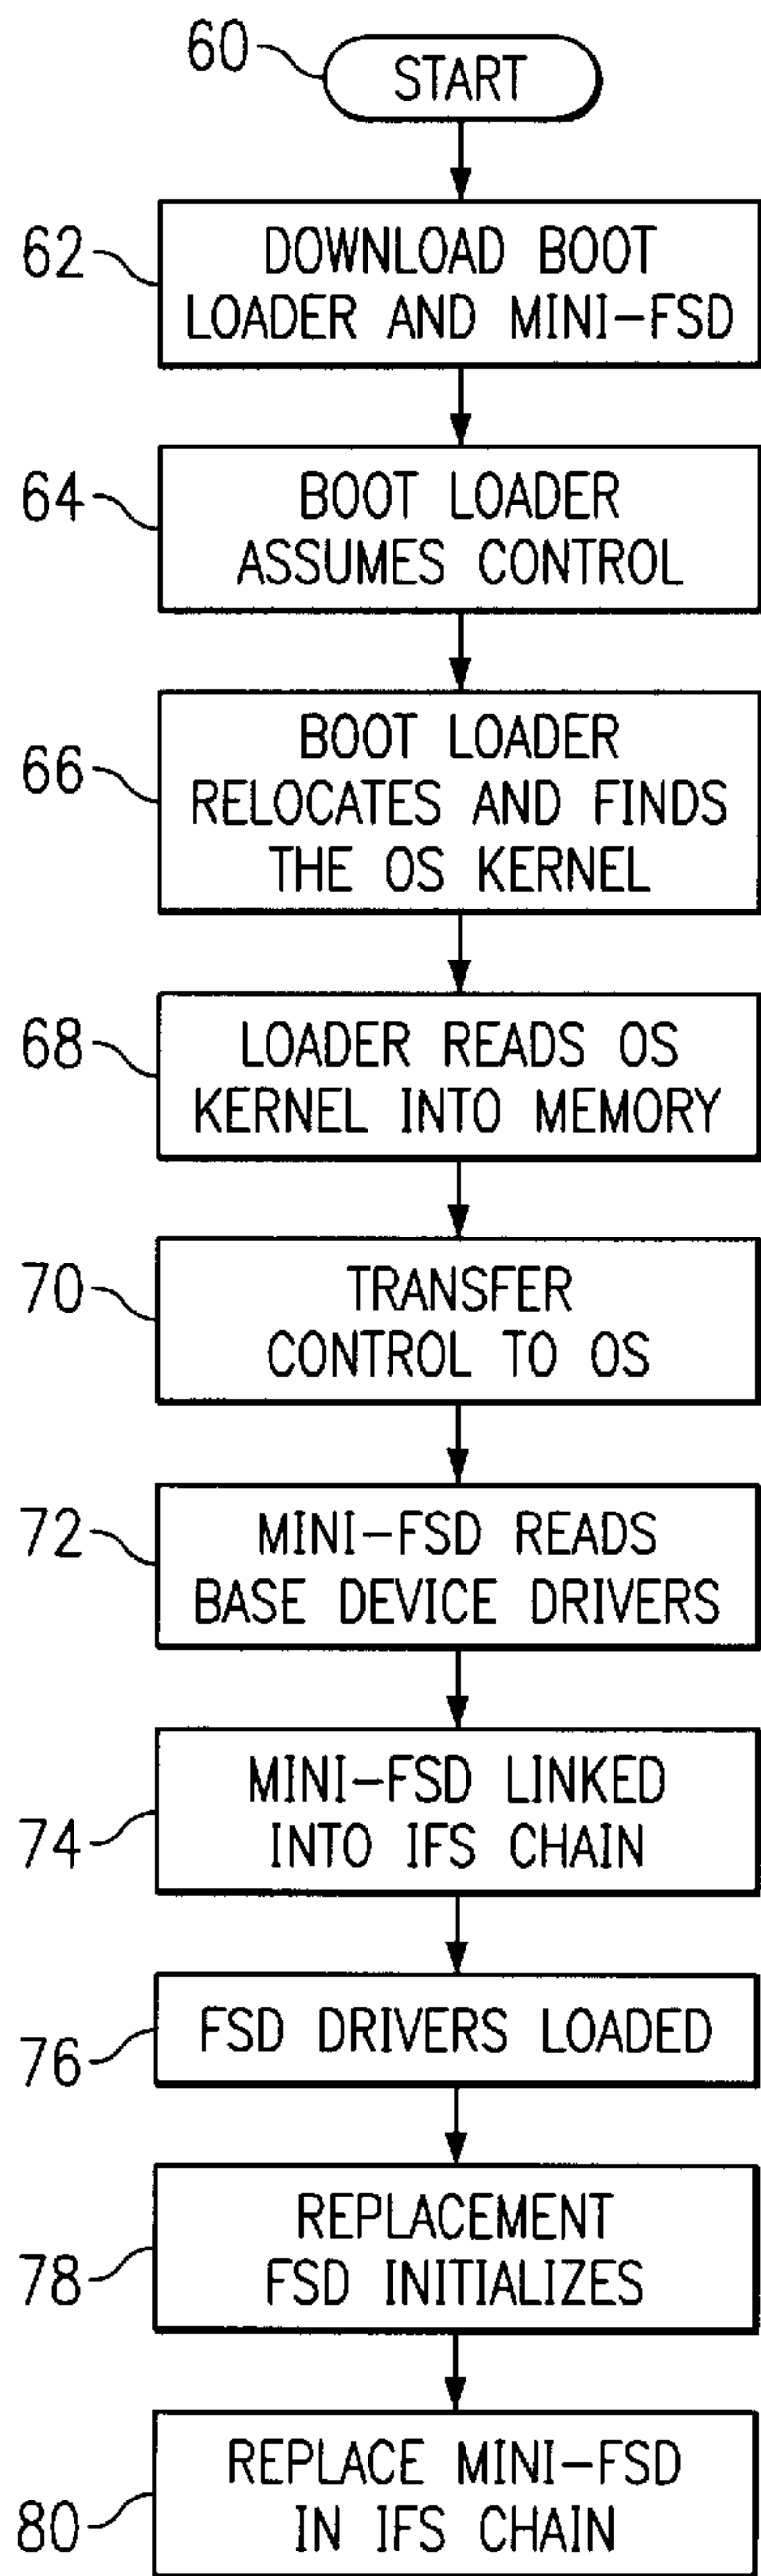 60
START
62
DOWNLOAD BOOT
LOADER AND MINI-FSD
64
BOOT LOADER
ASSUMES CONTROL
66
BOOT LOADER
RELOCATES AND FINDS
THE OS KERNEL
68
LOADER READS OS
KERNEL INTO MEMORY
70
TRANSFER
CONTROL TO OS
72
MINI-FSD READS
BASE DEVICE DRIVERS
74
MINI-FSD LINKED
INTO IFS CHAIN
76
FSD DRIVERS LOADED
78
REPLACEMENT
FSD INITIALIZES
80
REPLACE MINI-FSD
IN IFS CHAIN